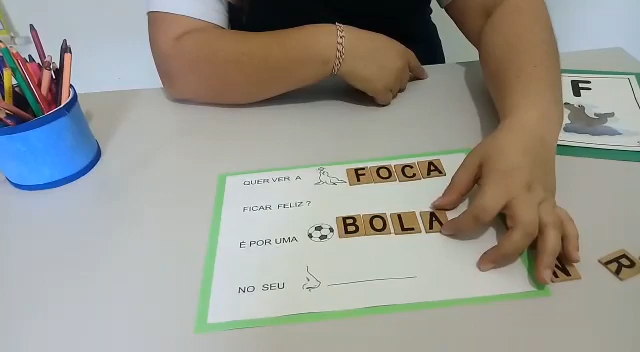 QUER VER A FOCA
FICAR FELIZ?
É POR UMA BOLA
NO SEU
F
N
R